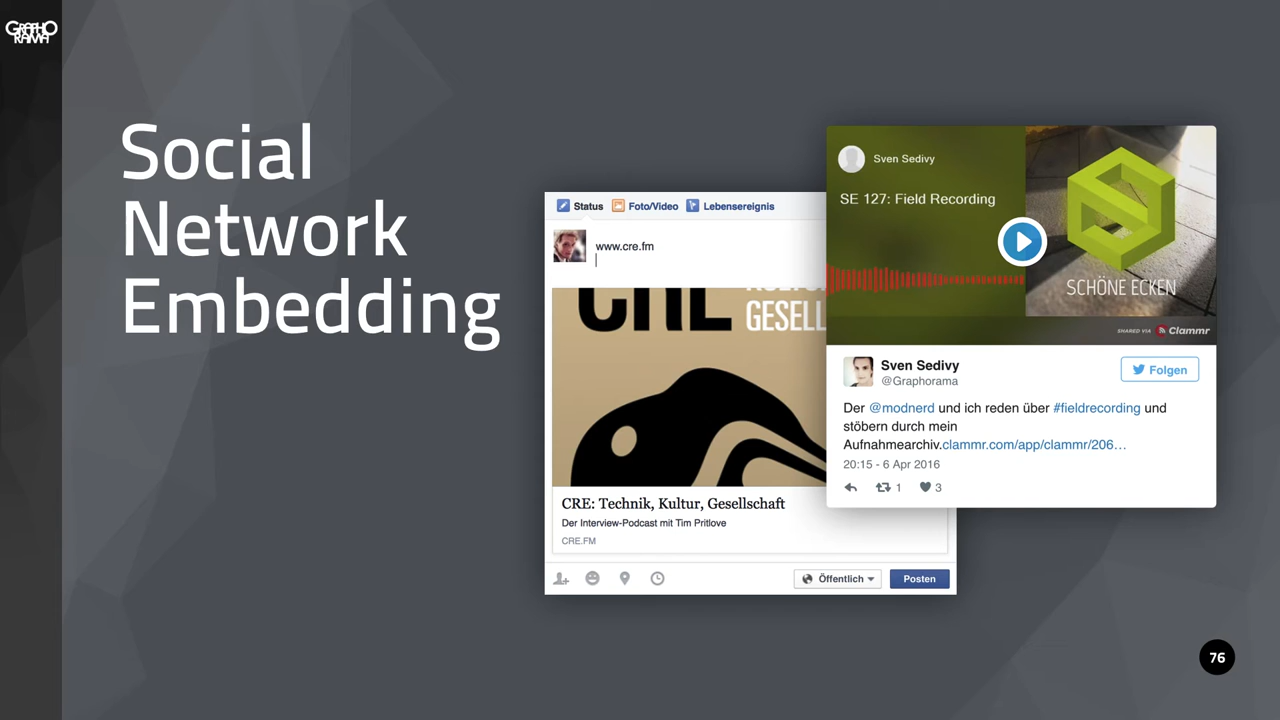 GRAPHO
RAMA
Social
Network
Embedding
Status Foto/Video Lebensereignis
www.cre.fm
CRE
GESELL
CRE: Technik, Kultur, Gesellschaft
Der Interview-Podcast mit Tim Pritlove
CRE.FM
Öffentlich
Posten
Sven Sedivy
SE 127: Field Recording
SCHÖNE ECKEN
SHARED VIA Clammr
Sven Sedivy
@Graphorama
Folgen
Der @modnerd und ich reden über #fieldrecording und
stöbern durch mein
Aufnahmearchiv.clammr.com/app/clammr/206…
20:15 - 6 Apr 2016
1 3
76